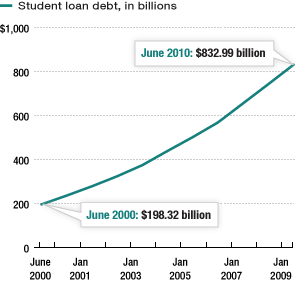 Student loan debt, in billions
$1,000
June 2010: $832.99 billion
800
600
400
200
June 2000: $198.32 billion
0
June Jan Jan Jan Jan Jan
2000 2001 2003 2005 2007 2009